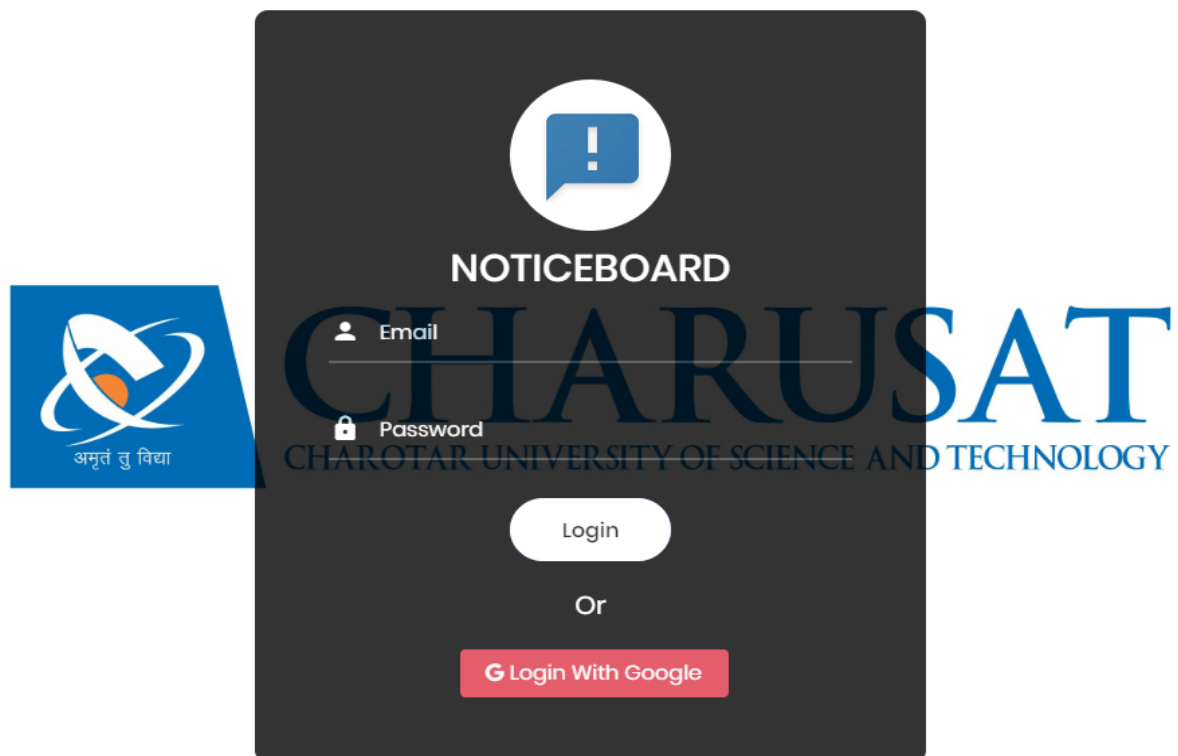 !
NOTICEBOARD
Email
CHARUSAT
Password
अमृतं तु विद्या
CHAROTAR UNIVERSITY OF SCIENCE AND TECHNOLOGY
Login
Or
G Login With Google